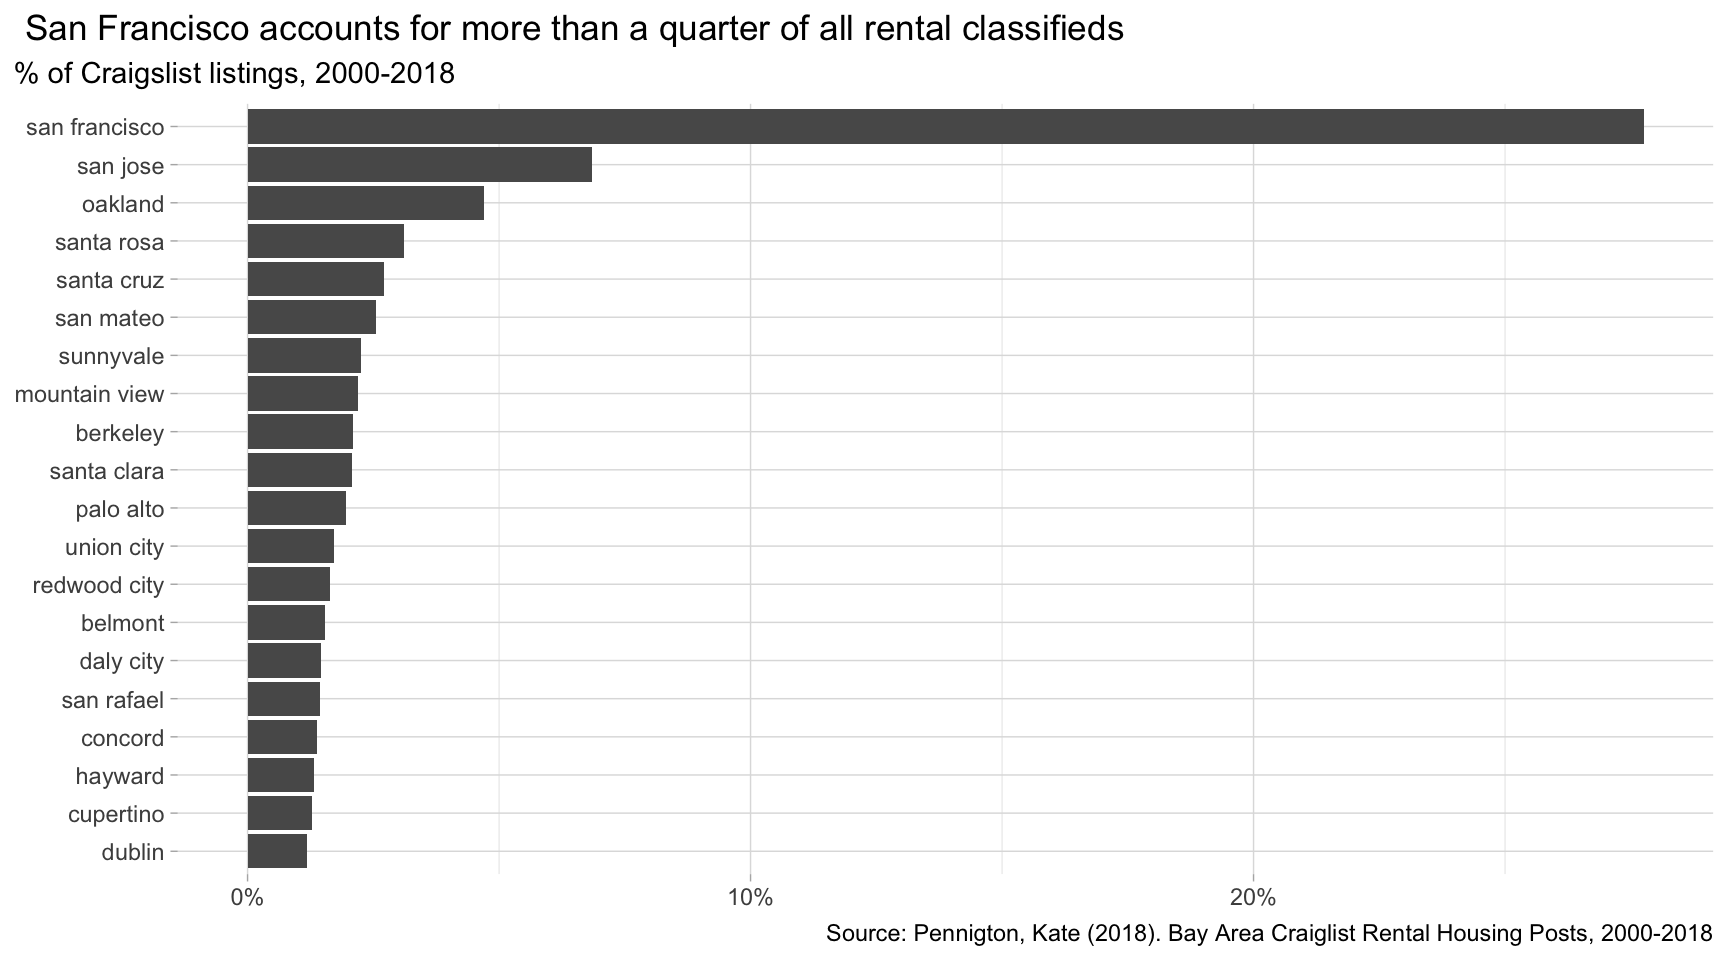 San Francisco accounts for more than a quarter of all rental classifieds
% of Craigslist listings, 2000-2018
san francisco
san jose
oakland
santa rosa
santa cruz
san mateo
sunnyvale
mountain view
berkeley
santa clara
palo alto
union city
redwood city
belmont
daly city
san rafael
concord
hayward
cupertino
dublin
0% 10% 20%
Source: Pennigton, Kate (2018). Bay Area Craiglist Rental Housing Posts, 2000-2018